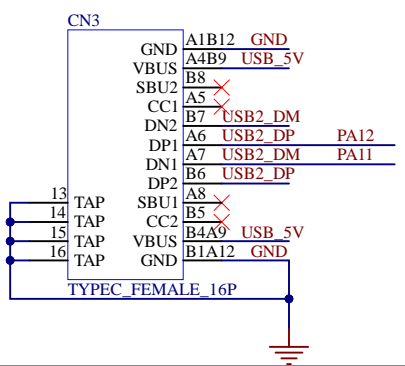 CN3
GND A1B12 GND
VBUS A4B9 USB_5V
SBU2 B8
CC1 A5
DN2 B7 USB2_DM
DP1 A6 USB2_DP PA12
DN1 A7 USB2_DM PA11
DP2 B6 USB2_DP
13 TAP SBU1 A8
14 TAP CC2 B5
15 TAP VBUS B4A9 USB_5V
16 TAP GND B1A12 GND
TYPEC_FEMALE_16P